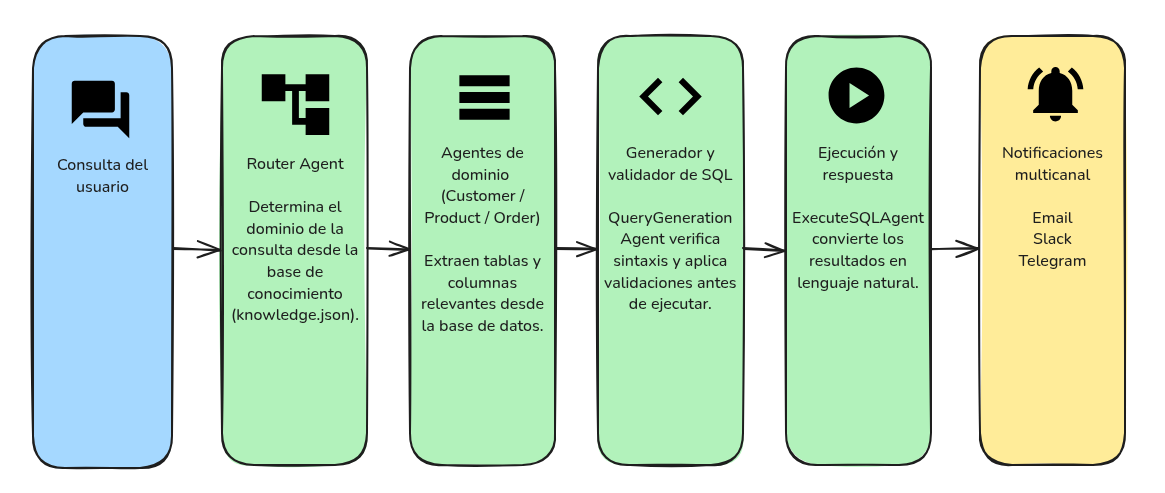 Consulta del
usuario
Router Agent
Determina el
dominio de la
consulta desde la
base de
conocimiento
(knowledge.json).
Agentes de
dominio
(Customer /
Product / Order)
Extraen tablas y
columnas
relevantes desde
la base de datos.
Generador y
validador de SQL
QueryGeneration
Agent verifica
sintaxis y aplica
validaciones antes
de ejecutar.
Ejecución y
respuesta
ExecuteSQLAgent
convierte los
resultados en
lenguaje natural.
Notificaciones
multicanal
Email
Slack
Telegram